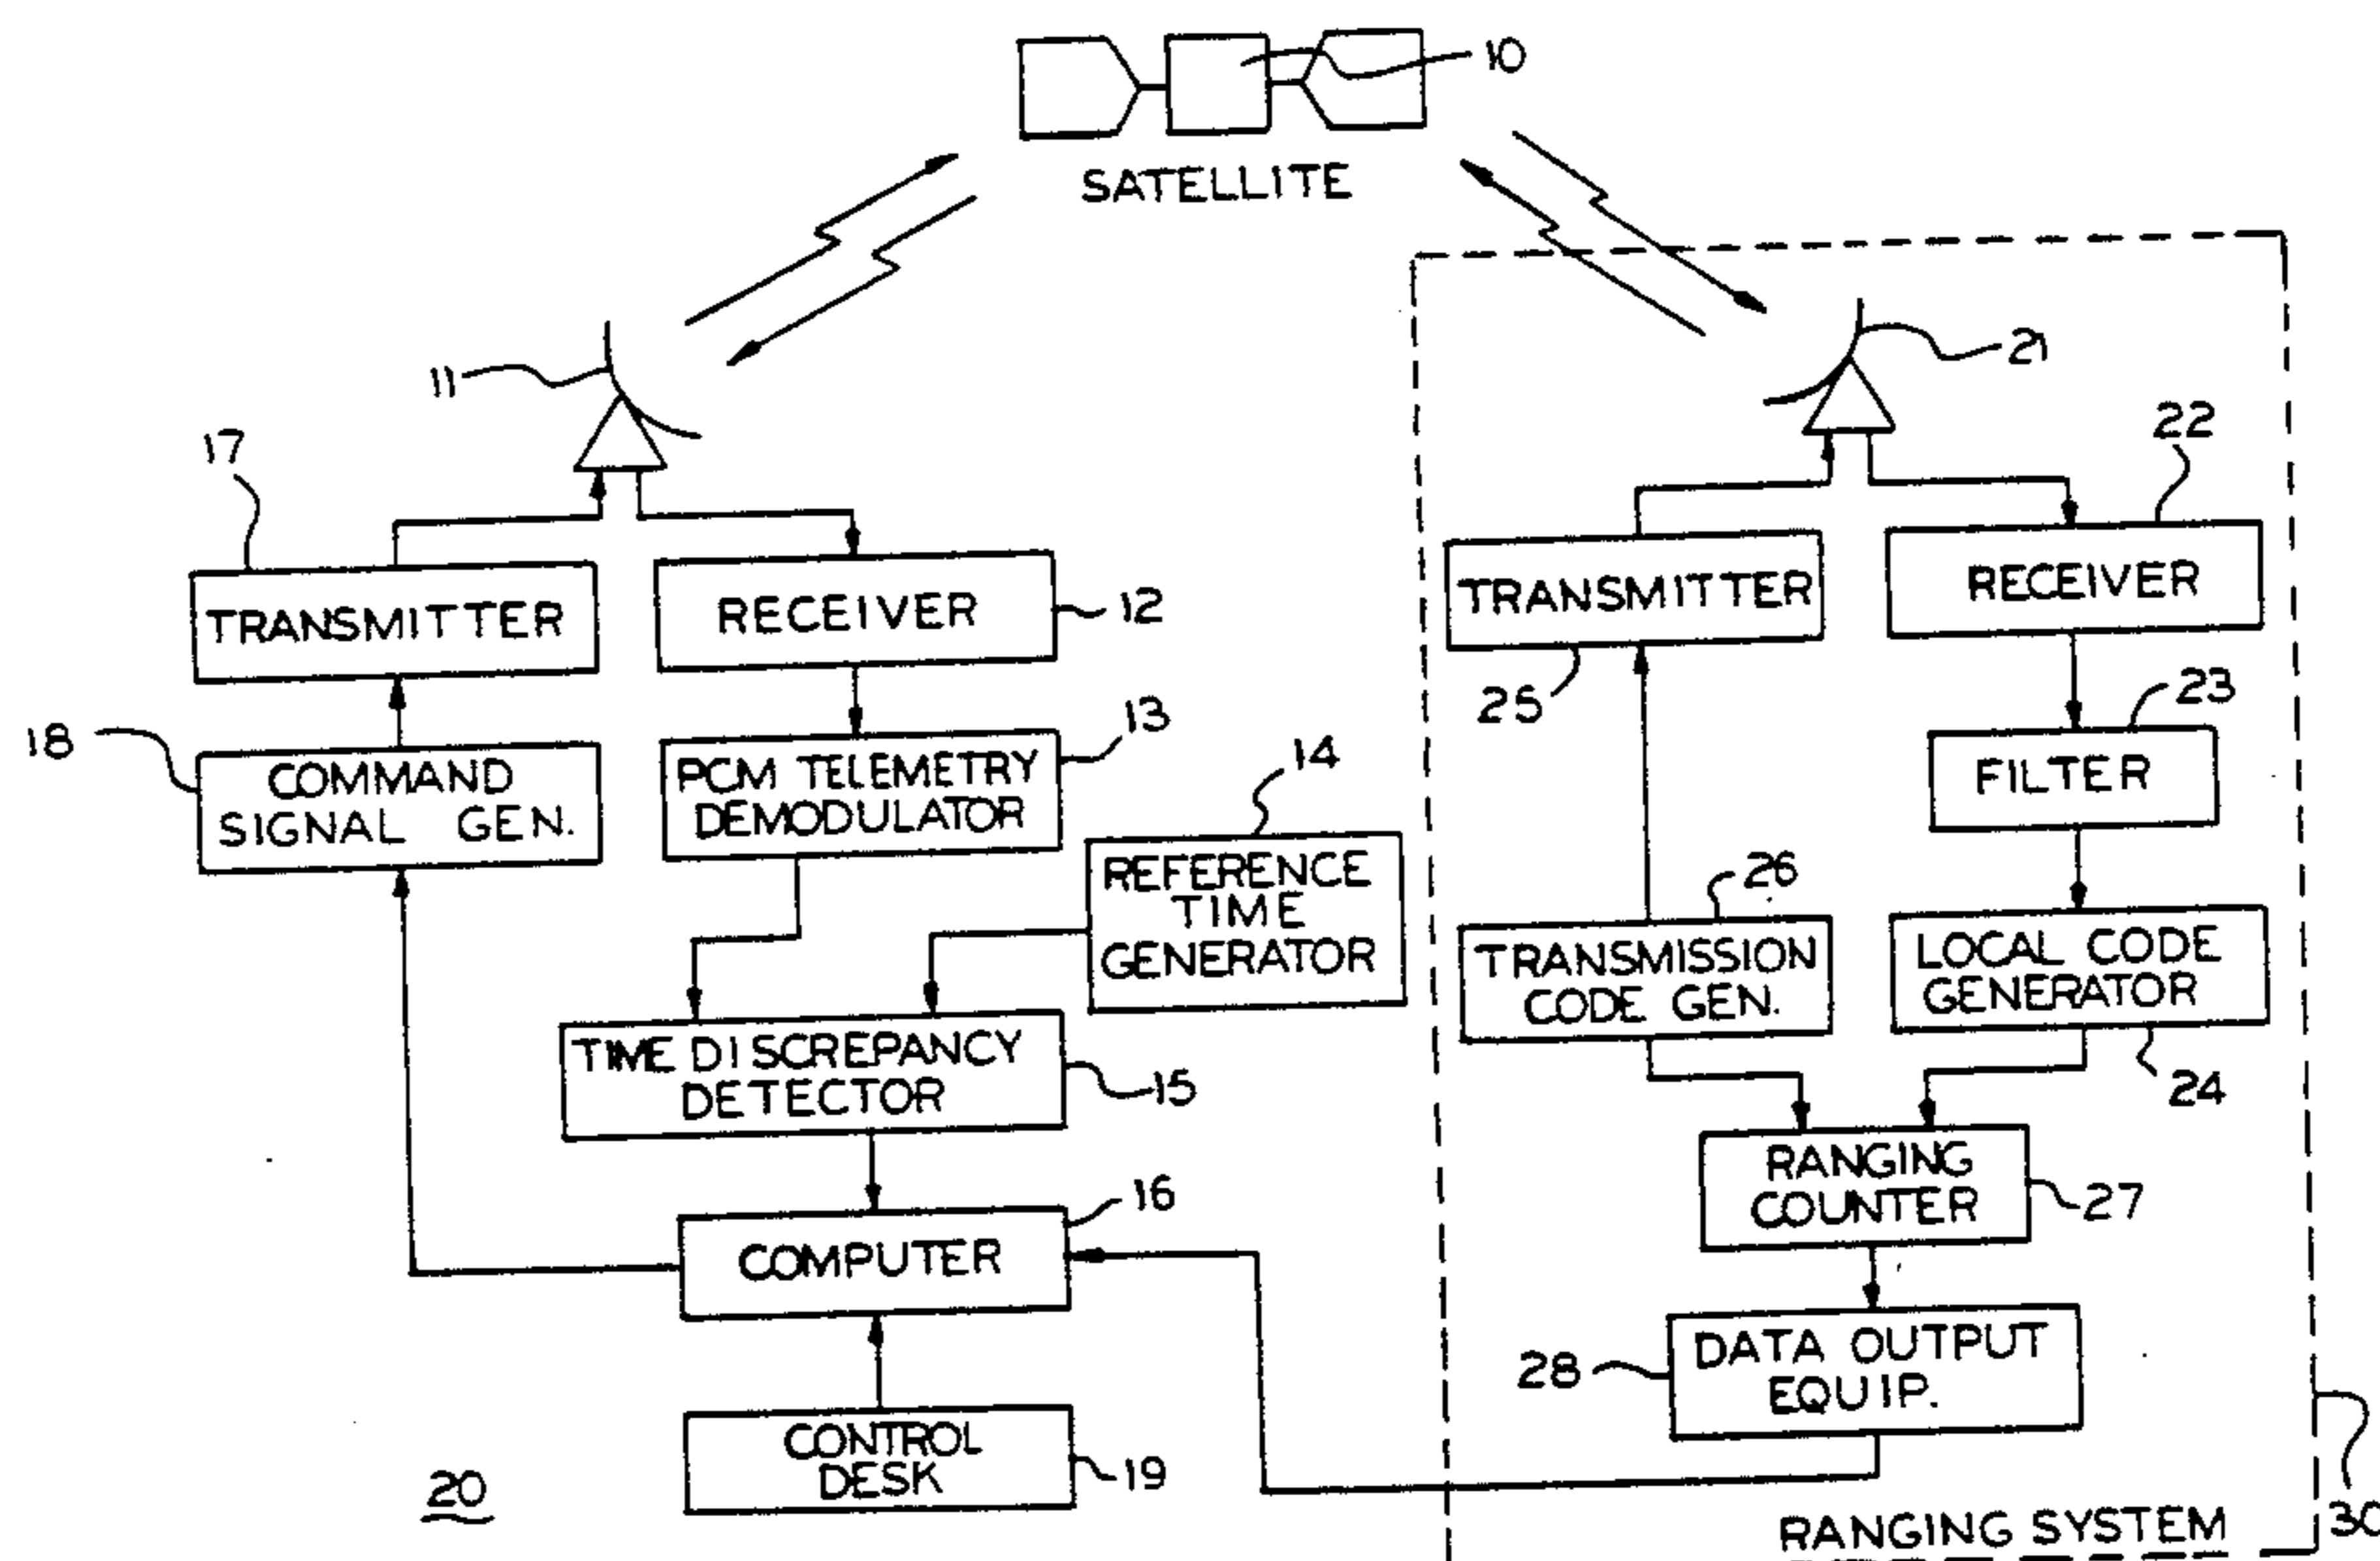 10
SATELLITE
11
21
17
22
TRANSMITTER
RECEIVER
12
TRANSMITTER
RECEIVER
25
23
18
COMMAND
SIGNAL GEN.
13
PCM TELEMETRY
DEMODULATOR
14
REFERENCE
TIME
GENERATOR
FILTER
26
TRANSMISSION
CODE GEN.
LOCAL CODE
GENERATOR
24
TIME DISCREPANCY
DETECTOR
15
RANGING
COUNTER
27
16
COMPUTER
28
DATA OUTPUT
EQUIP.
CONTROL
DESK
19
20
RANGING SYSTEM
30